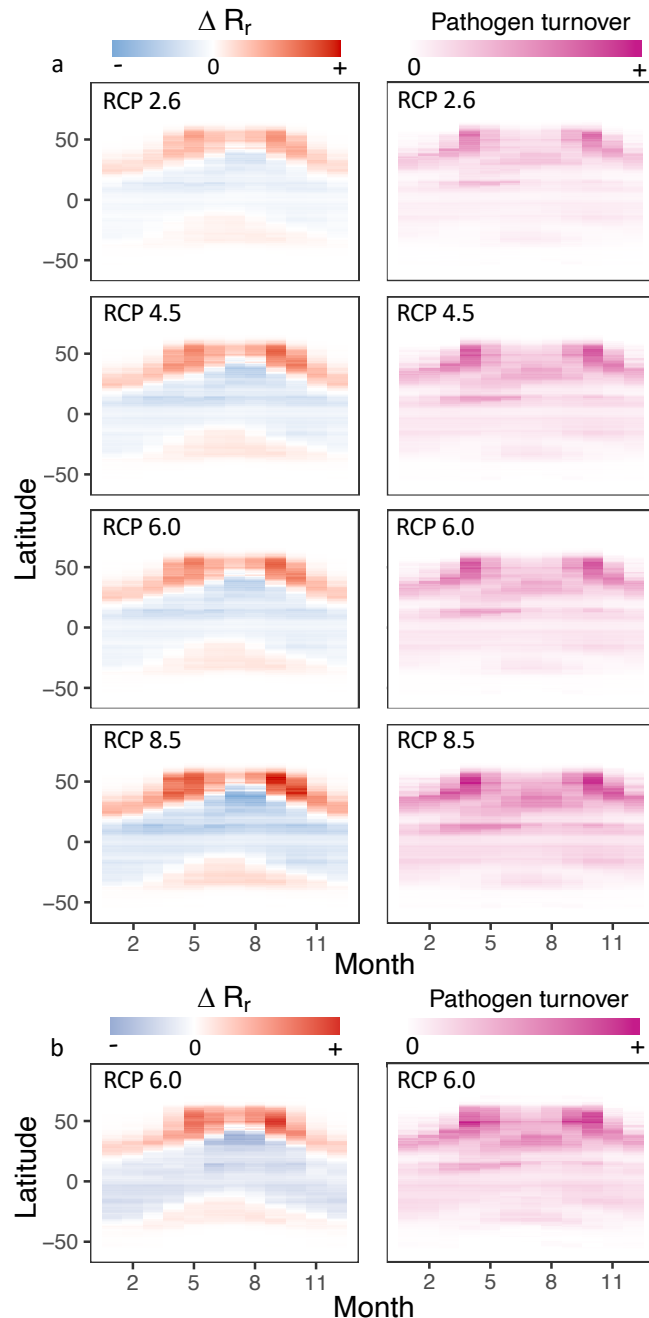 Δ Rr
Pathogen turnover
- 0 +
0 +
a
RCP 2.6
RCP 2.6
50
0
−50
RCP 4.5
RCP 4.5
50
0
−50
Latitude
RCP 6.0
RCP 6.0
50
0
−50
RCP 8.5
RCP 8.5
50
0
−50
2 5 8 11
2 5 8 11
Month
Month
Δ Rr
Pathogen turnover
- 0 +
0 +
b
RCP 6.0
RCP 6.0
Latitude
50
0
−50
2 5 8 11
2 5 8 11
Month
Month